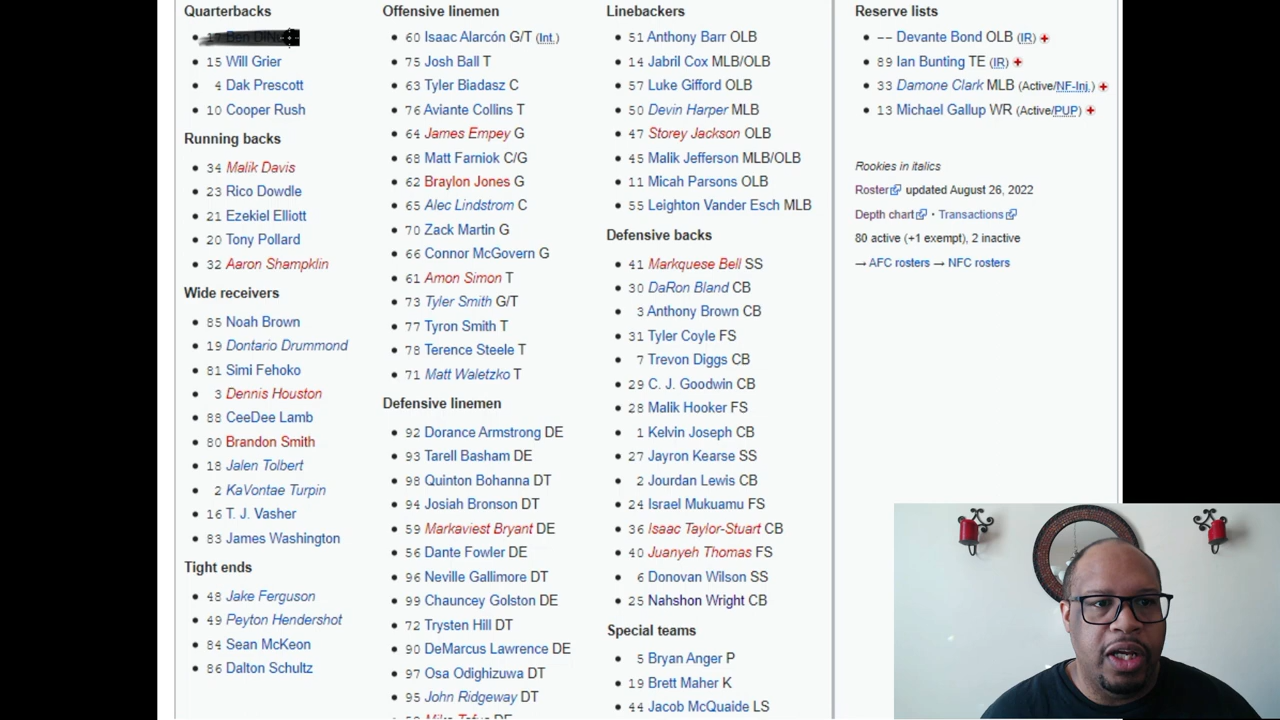 Quarterbacks
17 Ben DiNu
15 Will Grier
4 Dak Prescott
10 Cooper Rush
Running backs
34 Malik Davis
23 Rico Dowdle
21 Ezekiel Elliott
20 Tony Pollard
32 Aaron Shampklin
Wide receivers
85 Noah Brown
19 Dontario Drummond
81 Simi Fehoko
3 Dennis Houston
88 CeeDee Lamb
80 Brandon Smith
18 Jalen Tolbert
2 KaVontae Turpin
16 T. J. Vasher
83 James Washington
Tight ends
48 Jake Ferguson
49 Peyton Hendershot
84 Sean McKeon
86 Dalton Schultz
Offensive linemen
60 Isaac Alarcón G/T (Int.)
75 Josh Ball T
63 Tyler Biadasz C
76 Aviante Collins T
64 James Empey G
68 Matt Farniok C/G
62 Braylon Jones G
65 Alec Lindstrom C
70 Zack Martin G
66 Connor McGovern G
61 Amon Simon T
73 Tyler Smith G/T
77 Tyron Smith T
78 Terence Steele T
71 Matt Waletzko T
Defensive linemen
92 Dorance Armstrong DE
93 Tarell Basham DE
98 Quinton Bohanna DT
94 Josiah Bronson DT
59 Markaviest Bryant DE
56 Dante Fowler DE
96 Neville Gallimore DT
99 Chauncey Golston DE
72 Trysten Hill DT
90 DeMarcus Lawrence DE
97 Osa Odighizuwa DT
95 John Ridgeway DT
Linebackers
51 Anthony Barr OLB
14 Jabril Cox MLB/OLB
57 Luke Gifford OLB
50 Devin Harper MLB
47 Storey Jackson OLB
45 Malik Jefferson MLB/OLB
11 Micah Parsons OLB
55 Leighton Vander Esch MLB
Defensive backs
41 Markquese Bell SS
30 DaRon Bland CB
3 Anthony Brown CB
31 Tyler Coyle FS
7 Trevon Diggs CB
29 C. J. Goodwin CB
28 Malik Hooker FS
1 Kelvin Joseph CB
27 Jayron Kearse SS
2 Jourdan Lewis CB
24 Israel Mukuamu FS
36 Isaac Taylor-Stuart CB
40 Juanyeh Thomas FS
6 Donovan Wilson SS
25 Nahshon Wright CB
Special teams
5 Bryan Anger P
19 Brett Maher K
44 Jacob McQuaide LS
Reserve lists
-- Devante Bond OLB (IR)
89 Ian Bunting TE (IR)
33 Damone Clark MLB (Active/NF-Inj.)
13 Michael Gallup WR (Active/PUP)
Rookies in italics
Roster updated August 26, 2022
Depth chart • Transactions
80 active (+1 exempt), 2 inactive
→ AFC rosters → NFC rosters